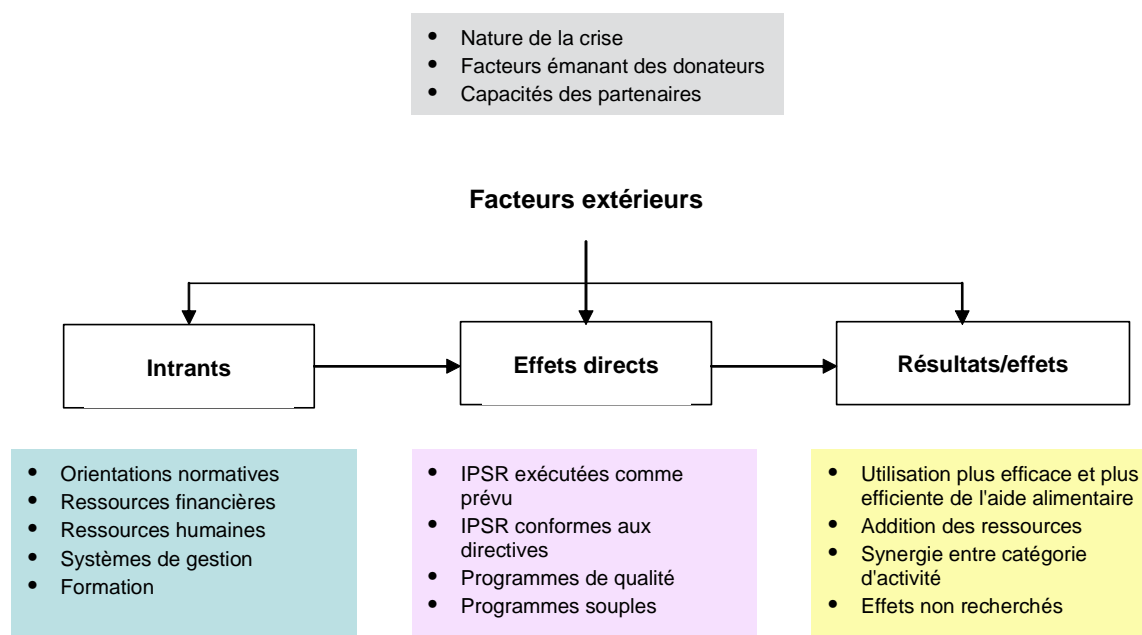 • Nature de la crise
• Facteurs émanant des donateurs
• Capacités des partenaires
Facteurs extérieurs
Intrants
Effets directs
Résultats/effets
• Orientations normatives
• Ressources financières
• Ressources humaines
• Systèmes de gestion
• Formation
• IPSR exécutées comme
prévu
• IPSR conformes aux
directives
• Programmes de qualité
• Programmes souples
• Utilisation plus efficace et plus
efficiente de l'aide alimentaire
• Addition des ressources
• Synergie entre catégorie
d'activité
• Effets non recherchés